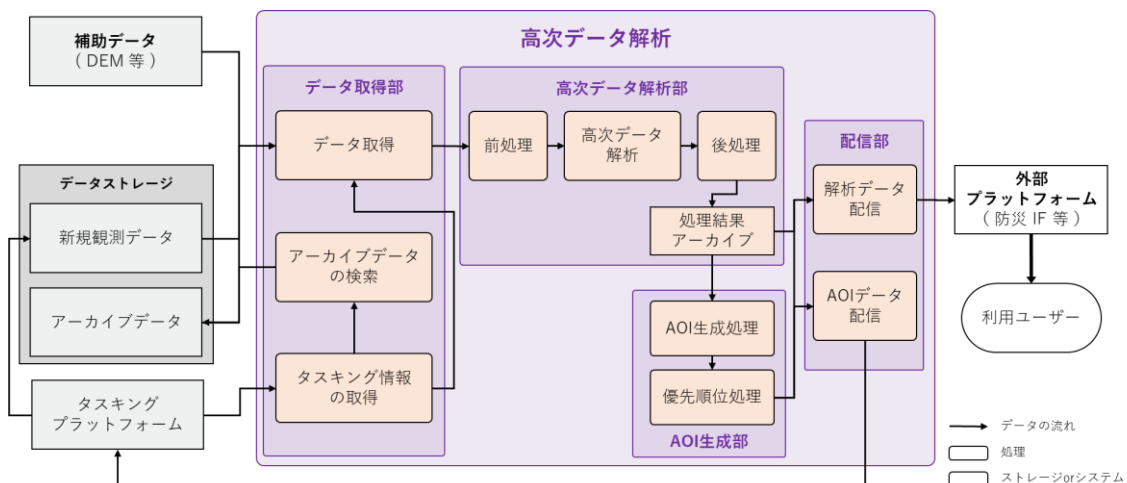 高次データ解析
補助データ
（ DEM 等 ）
データストレージ
新規観測データ
アーカイブデータ
タスキング
プラットフォーム
データ取得部
データ取得
アーカイブデータ
の検索
タスキング情報
の取得
高次データ解析部
前処理
高次データ
解析
後処理
処理結果
アーカイブ
AOI生成処理
優先順位処理
AOI生成部
配信部
解析データ
配信
AOIデータ
配信
外部
プラットフォーム
（ 防災 IF 等 ）
利用ユーザー
データの流れ
処理
ストレージorシステム